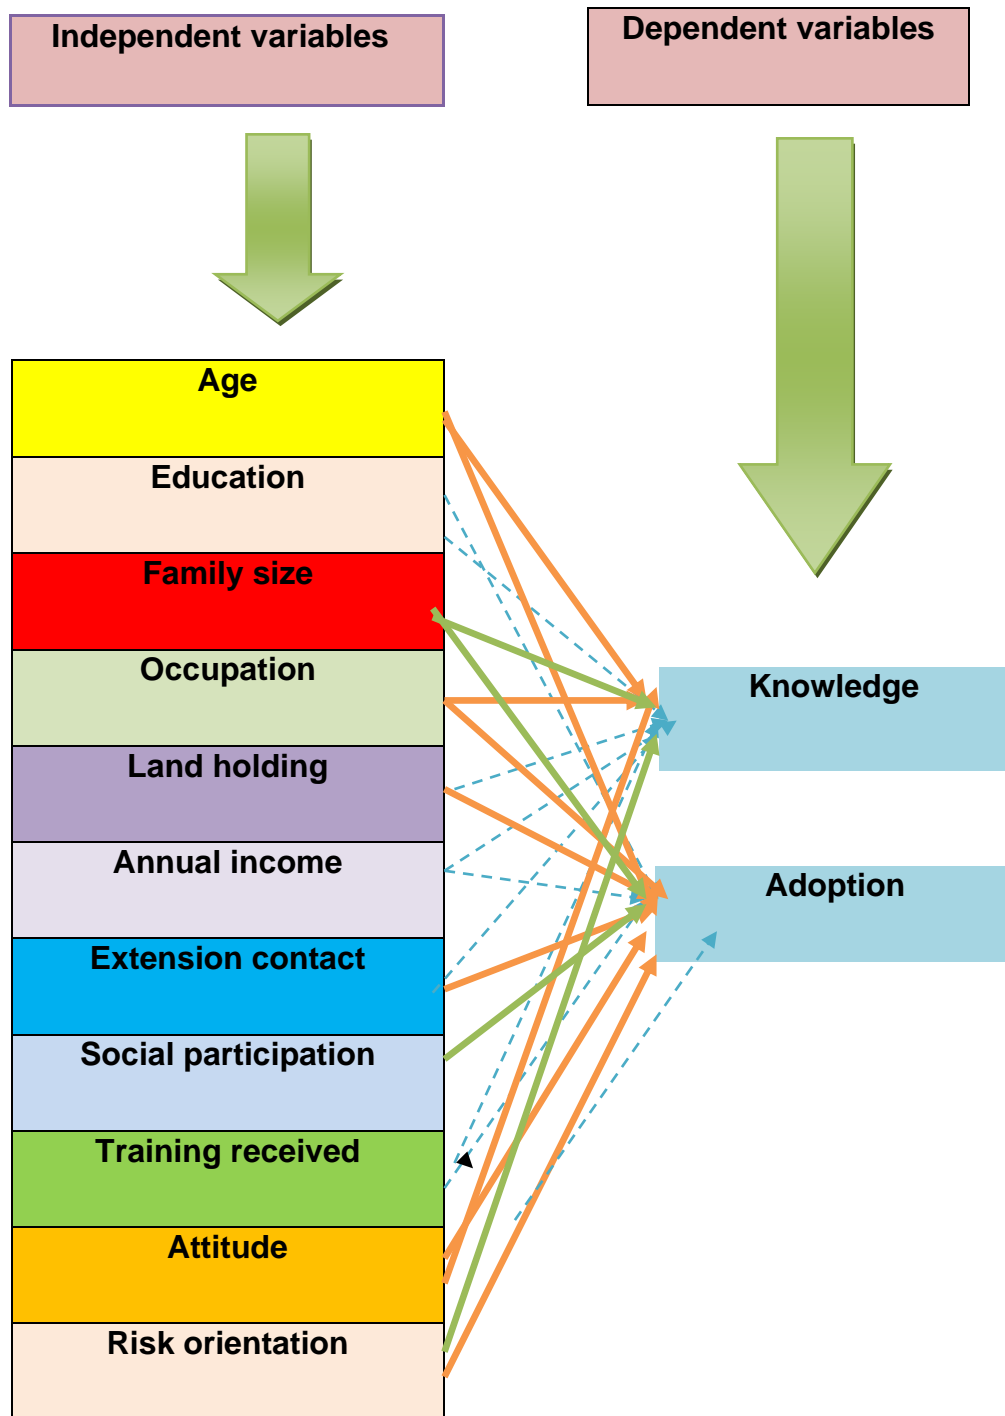 Independent variables
Dependent variables
Age
Education
Family size
Occupation
Land holding
Annual income
Extension contact
Social participation
Training received
Attitude
Risk orientation
Knowledge
Adoption